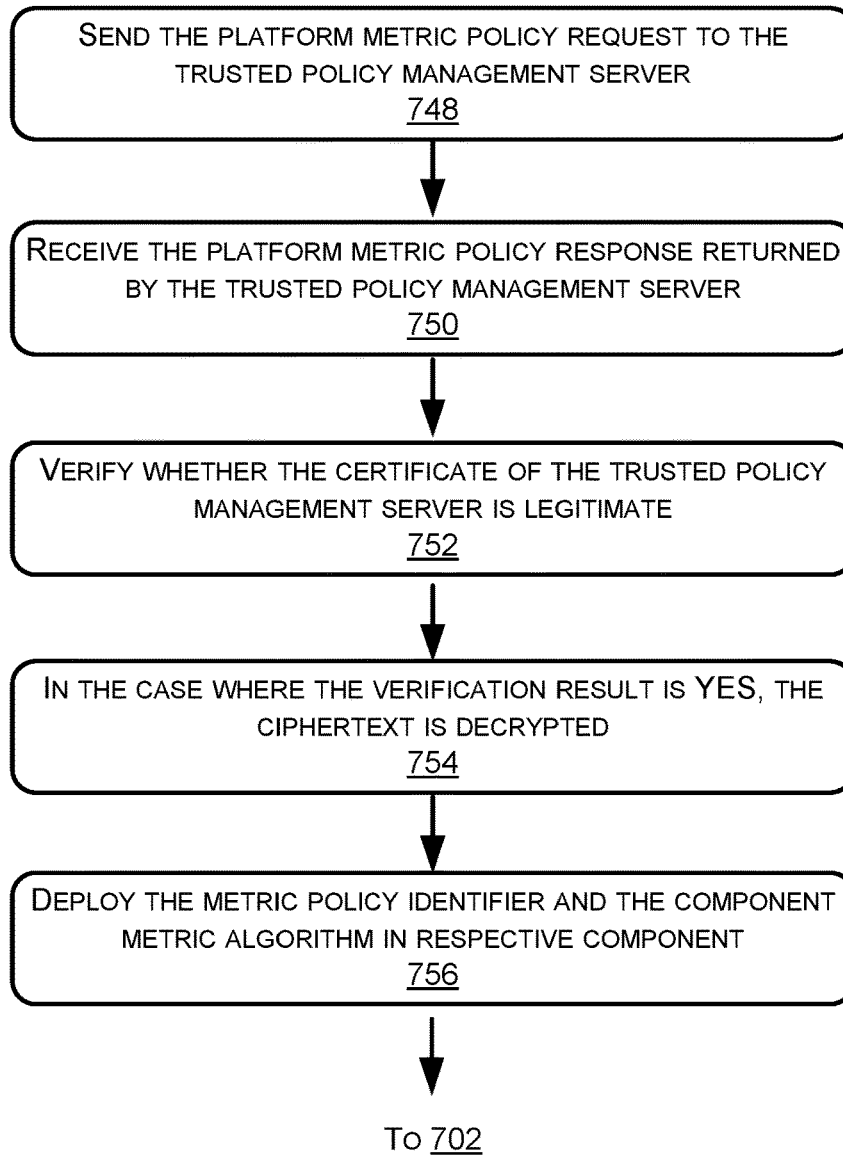 SEND THE PLATFORM METRIC POLICY REQUEST TO THE
TRUSTED POLICY MANAGEMENT SERVER
748
RECEIVE THE PLATFORM METRIC POLICY RESPONSE RETURNED
BY THE TRUSTED POLICY MANAGEMENT SERVER
750
VERIFY WHETHER THE CERTIFICATE OF THE TRUSTED POLICY
MANAGEMENT SERVER IS LEGITIMATE
752
IN THE CASE WHERE THE VERIFICATION RESULT IS YES, THE
CIPHERTEXT IS DECRYPTED
754
DEPLOY THE METRIC POLICY IDENTIFIER AND THE COMPONENT
METRIC ALGORITHM IN RESPECTIVE COMPONENT
756
TO 702